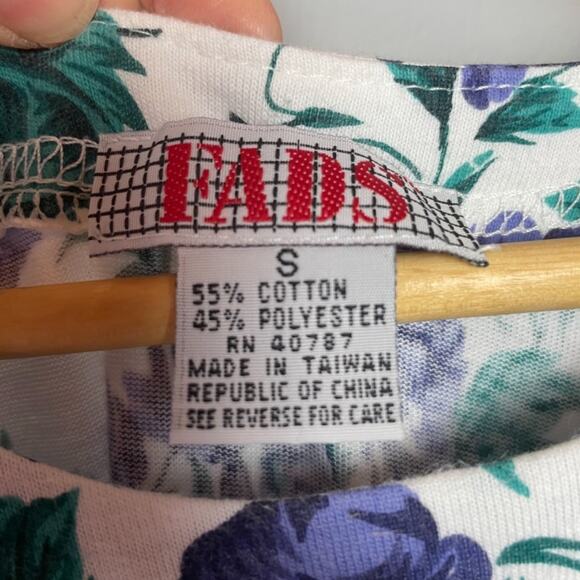 FADS
S
55% COTTON
45% POLYESTER
RN 40787
MADE IN TAIWAN
REPUBLIC OF CHINA
SEE REVERSE FOR CARE